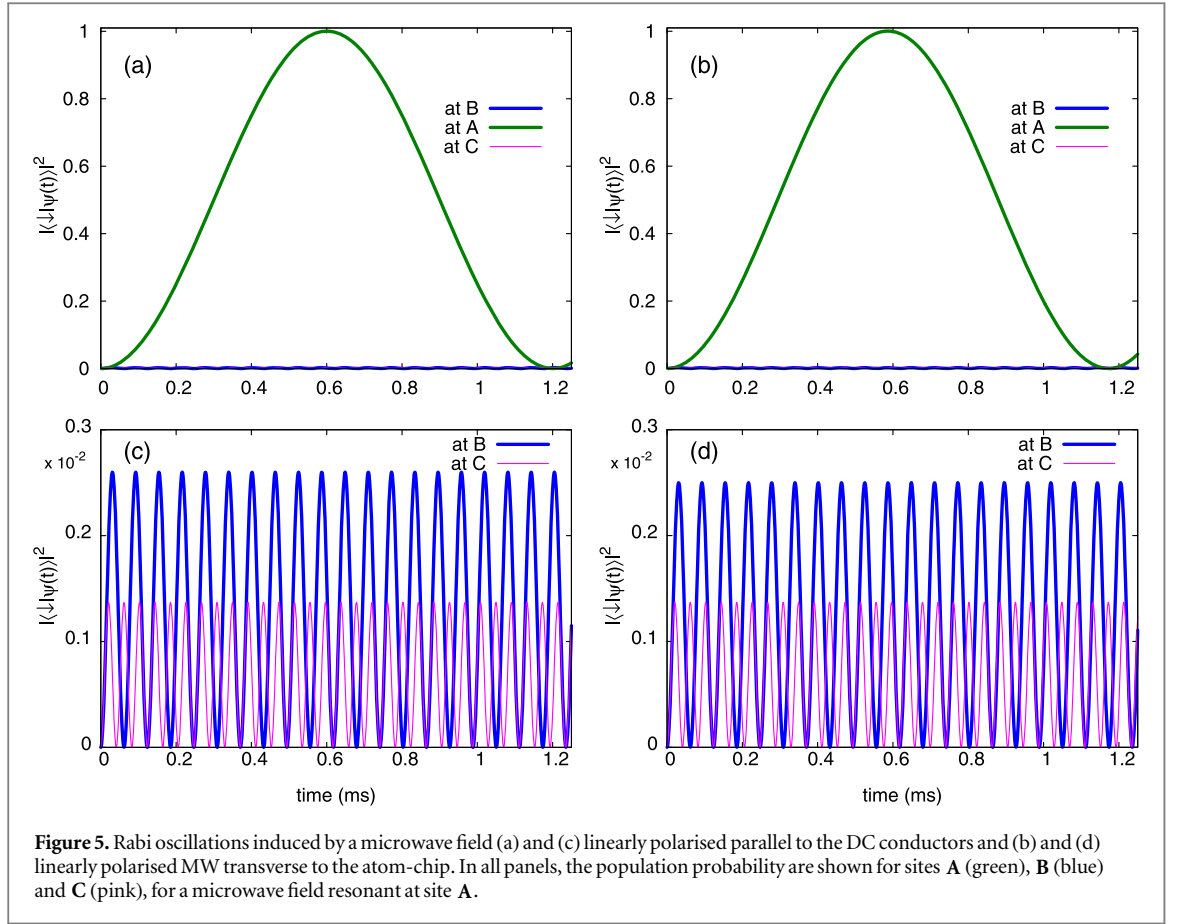 (a)
1
0.8
0.6
0.4
0.2
0
|⟨↓|ψ(t)⟩|²
at B
at A
at C
0 0.2 0.4 0.6 0.8 1 1.2
(b)
1
0.8
0.6
0.4
0.2
0
|⟨↓|ψ(t)⟩|²
at B
at A
at C
0 0.2 0.4 0.6 0.8 1 1.2
(c)
0.3
x 10⁻²
0.2
0.1
0
|⟨↓|ψ(t)⟩|²
at B
at C
0 0.2 0.4 0.6 0.8 1 1.2
time (ms)
(d)
0.3
x 10⁻²
0.2
0.1
0
|⟨↓|ψ(t)⟩|²
at B
at C
0 0.2 0.4 0.6 0.8 1 1.2
time (ms)
Figure 5. Rabi oscillations induced by a microwave field (a) and (c) linearly polarised parallel to the DC conductors and (b) and (d)
linearly polarised MW transverse to the atom-chip. In all panels, the population probability are shown for sites A (green), B (blue)
and C (pink), for a microwave field resonant at site A.